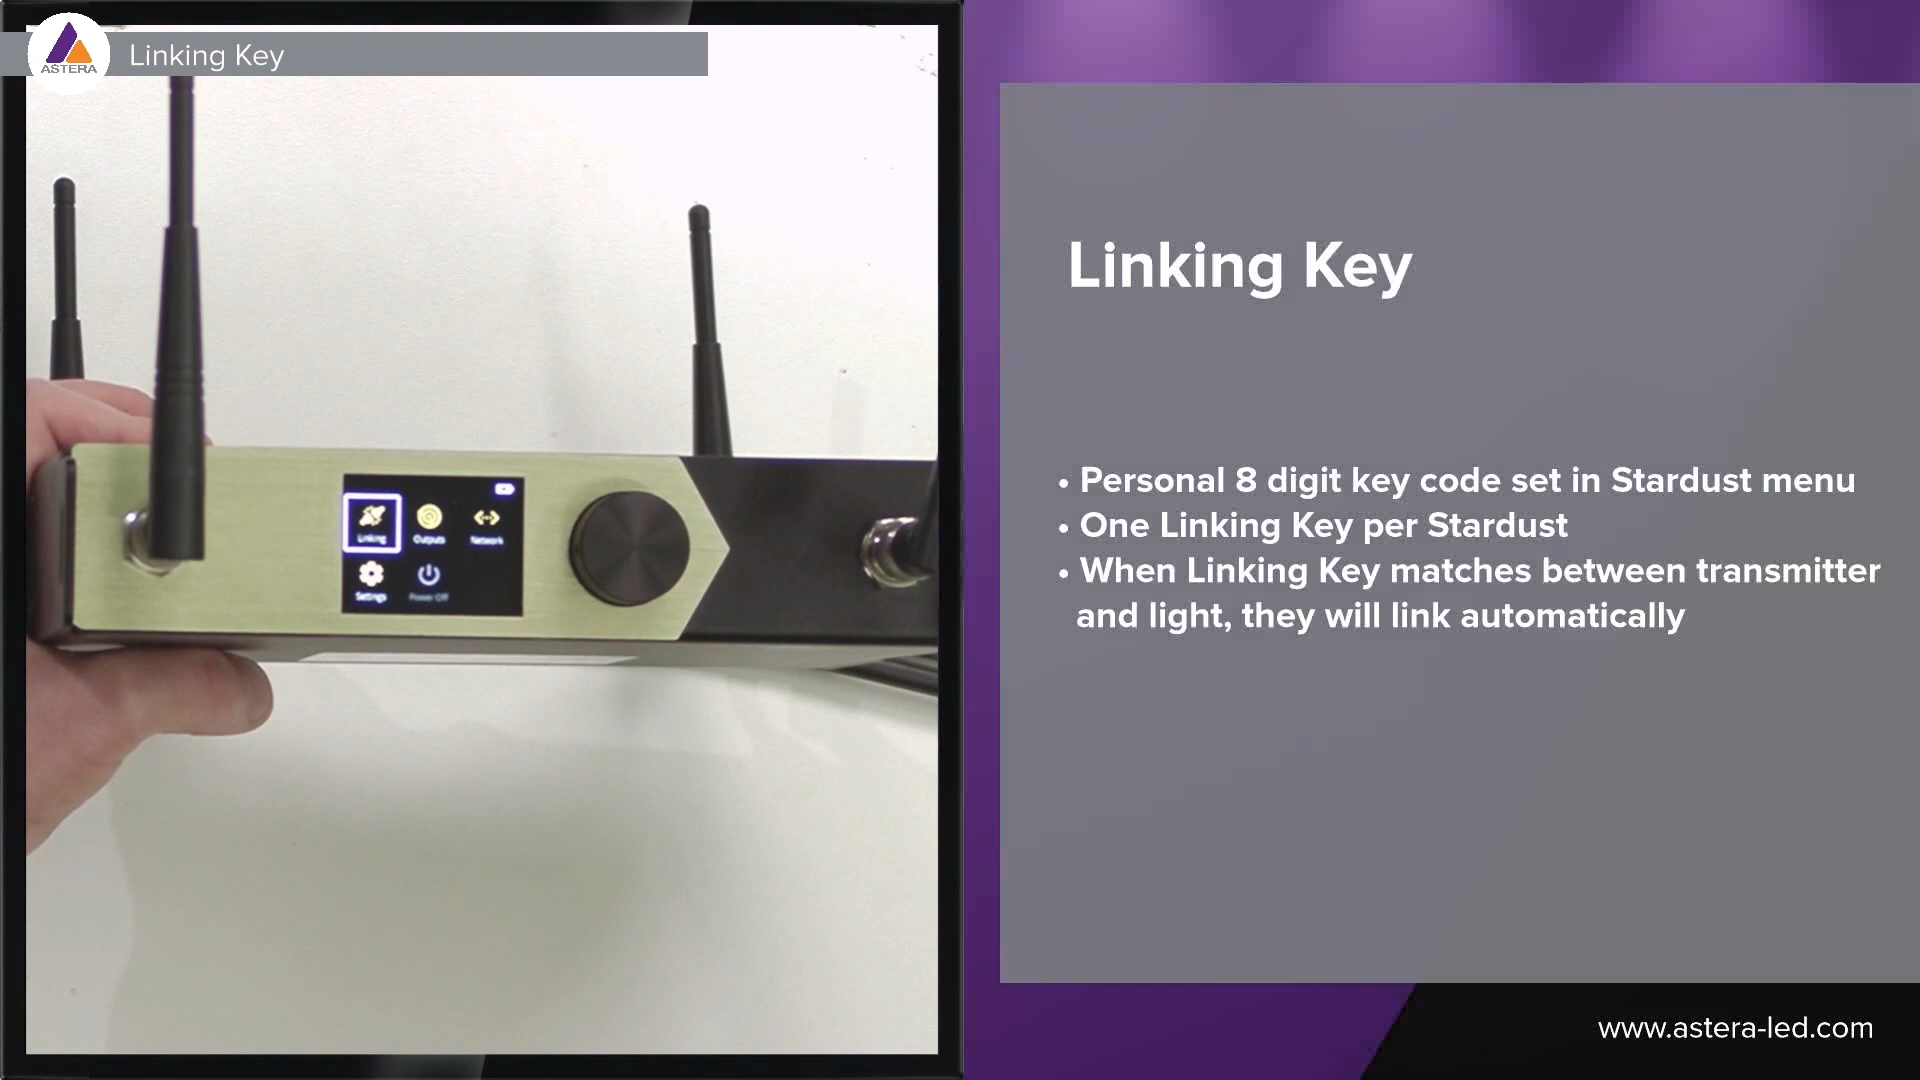 ASTERA
Linking Key
Linking
Outputs
Network
Settings
Power Off
Linking Key
• Personal 8 digit key code set in Stardust menu
• One Linking Key per Stardust
• When Linking Key matches between transmitter
and light, they will link automatically
www.astera-led.com